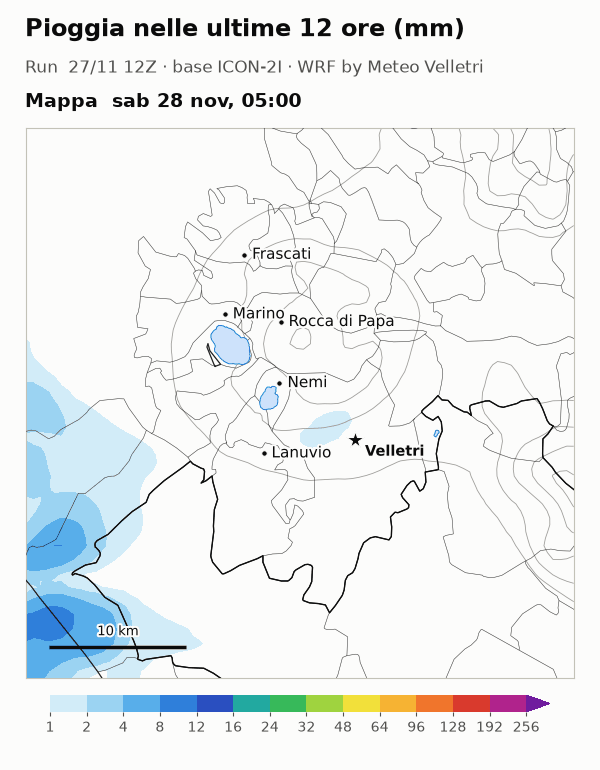 Pioggia nelle ultime 12 ore (mm)
Run  27/11 12Z · base ICON-2I · WRF by Meteo Velletri
Mappa  sab 28 nov, 05:00
Frascati
Marino
Rocca di Papa
Nemi
Velletri
Lanuvio
10 km
1 2 4 8 12 16 24 32 42 48 64 96 128 192 256